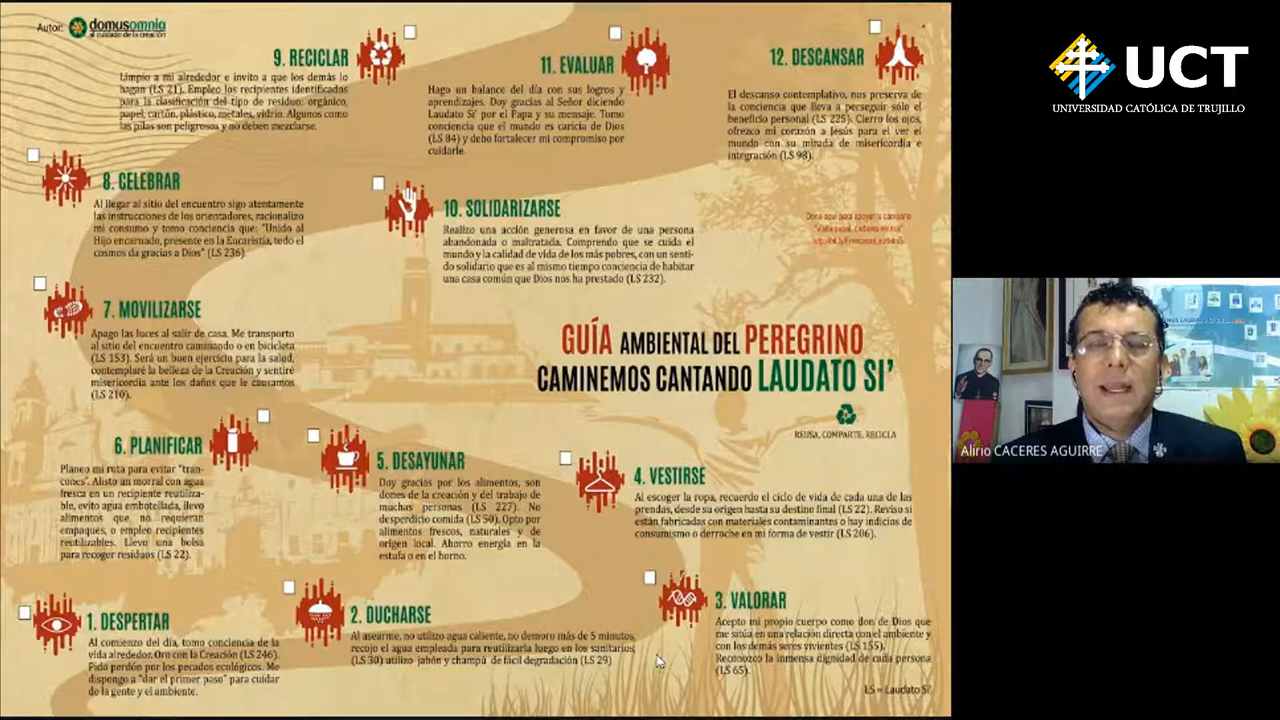 Autor: domusomnia
al cuidado de la creación
9. RECICLAR
Limpio a mi alrededor e invito a que los demás lo
hagan (LS 21). Empleo los recipientes identificados
para la clasificación del tipo de residuo: orgánico,
papel, cartón, plástico, metales, vidrio. Algunos como
las pilas son peligrosos y no deben mezclarse.
11. EVALUAR
Hago un balance del día con sus logros y
aprendizajes. Doy gracias al Señor diciendo
Laudato Si' por el Papa y su mensaje. Tomo
conciencia que el mundo es caricia de Dios
(LS 84) y debo fortalecer mi compromiso por
cuidarle.
12. DESCANSAR
El descanso contemplativo, nos preserva de
la conciencia que lleva a perseguir sólo el
beneficio personal (LS 225). Cierro los ojos,
ofrezco mi corazón a Jesús para el ver el
mundo con su mirada de misericordia e
integración (LS 98).
8. CELEBRAR
Al llegar al sitio del encuentro sigo atentamente
las instrucciones de los orientadores, racionalizo
mi consumo y tomo conciencia que: "Unido al
Hijo encarnado, presente en la Eucaristía, todo el
cosmos da gracias a Dios" (LS 236).
10. SOLIDARIZARSE
Realizo una acción generosa en favor de una persona
abandonada o maltratada. Comprendo que se cuida el
mundo y la calidad de vida de los más pobres, con un senti-
do solidario que es al mismo tiempo conciencia de habitar
una casa común que Dios nos ha prestado (LS 232).
Dona aquí para apoyar la campaña
7. MOVILIZARSE
Apago las luces al salir de casa. Me transporto
al sitio del encuentro caminando o en bicicleta
(LS 153). Será un buen ejercicio para la salud,
contemplaré la belleza de la Creación y sentiré
misericordia ante los daños que le causamos
(LS 210).
GUÍA AMBIENTAL DEL PEREGRINO
CAMINEMOS CANTANDO LAUDATO SI'
REUSA, COMPARTE, RECICLA
6. PLANIFICAR
Planeo mi ruta para evitar "tran-
cones". Alisto un morral con agua
fresca en un recipiente reutiliza-
ble, evito agua embotellada, llevo
alimentos que no requieran
empaques, o empleo recipientes
reutilizables. Llevo una bolsa
para recoger residuos (LS 22).
5. DESAYUNAR
Doy gracias por los alimentos, son
dones de la creación y del trabajo de
muchas personas (LS 227). No
desperdicio comida (LS 50). Opto por
alimentos frescos, naturales y de
origen local. Ahorro energía en la
estufa o en el horno.
4. VESTIRSE
Al escoger la ropa, recuerdo el ciclo de vida de cada una de las
prendas, desde su origen hasta su destino final (LS 22). Reviso si
están fabricadas con materiales contaminantes o hay indicios de
consumismo o derroche en mi forma de vestir (LS 206).
1. DESPERTAR
Al comienzo del día, tomo conciencia de la
vida alrededor. Oro con la Creación (LS 246).
Pido perdón por los pecados ecológicos. Me
dispongo a "dar el primer paso" para cuidar
de la gente y el ambiente.
2. DUCHARSE
Al asearme, no utilizo agua caliente, no demoro más de 5 minutos,
recojo el agua empleada para reutilizarla luego en los sanitarios,
(LS 30) utilizo jabón y champú de fácil degradación (LS 29)
3. VALORAR
Acepto mi propio cuerpo como don de Dios que
me sitúa en una relación directa con el ambiente y
con los demás seres vivientes (LS 155).
Reconozco la inmensa dignidad de cada persona
(LS 65).
LS = Laudato Si'
UCT
UNIVERSIDAD CATÓLICA DE TRUJILLO
Alirio CACERES AGUIRRE